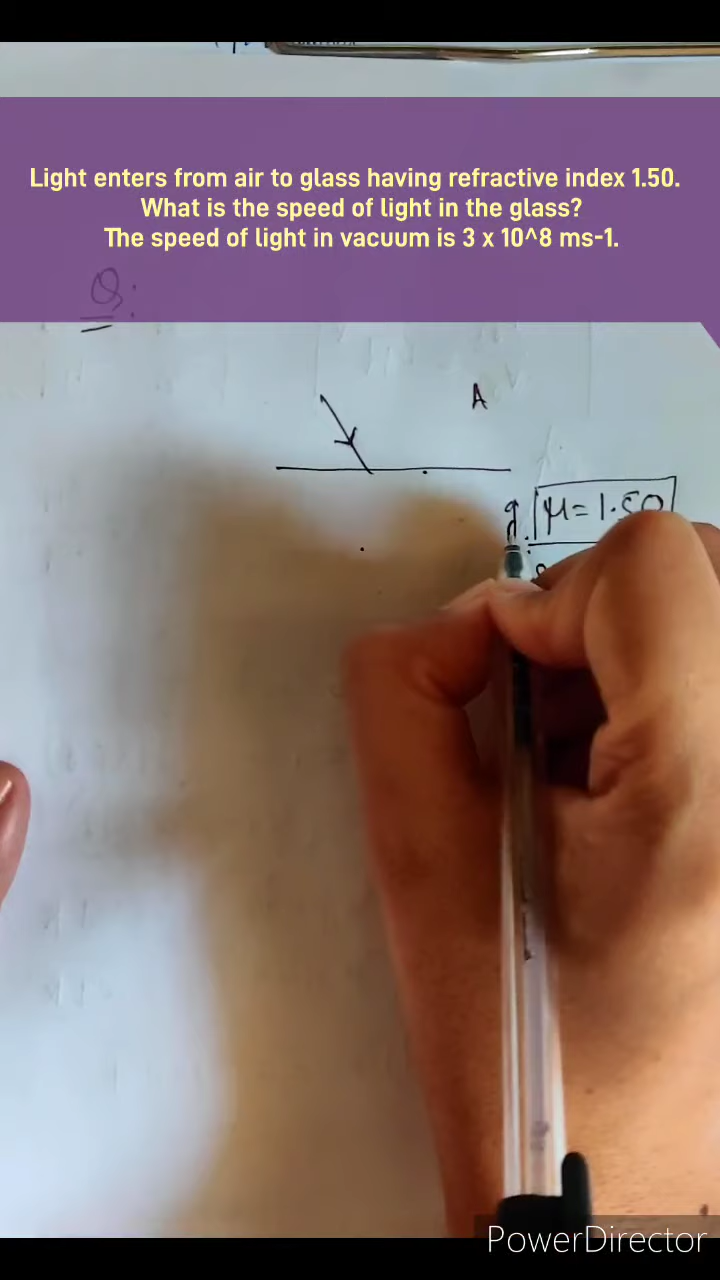 Light enters from air to glass having refractive index 1.50.
What is the speed of light in the glass?
The speed of light in vacuum is 3 x 10^8 ms-1.
Q:
A
g. μ = 1.50
PowerDirector